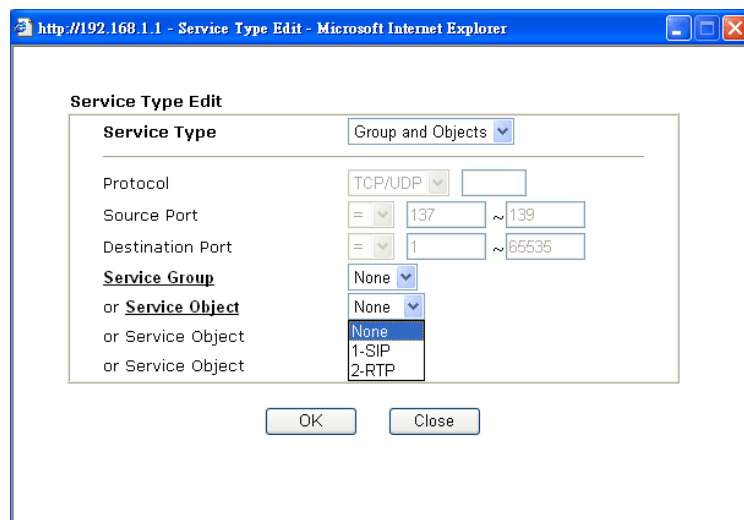 http://192.168.1.1 - Service Type Edit - Microsoft Internet Explorer
Service Type Edit
Service Type Group and Objects
Protocol TCP/UDP
Source Port = 137 ~ 139
Destination Port = 1 ~ 65535
Service Group None
or Service Object None
or Service Object None
1-SIP
or Service Object 2-RTP
OK Close